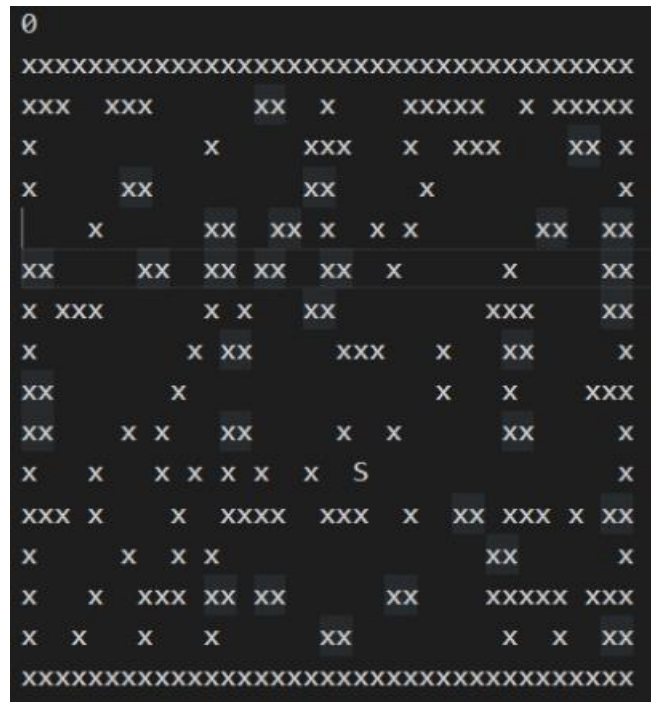 0
xxxxxxxxxxxxxxxxxxxxxxxxxxxxxxxxxxxxx
xxx  xxx      xx  x    xxxxx  x xxxxx
x          x     xxx   x  xxx    xx x
x     xx         xx     x           x
    x      xx  xx x  x x       xx  xx
xx     xx  xx xx  xx  x      x     xx
x xxx      x x   xx         xxx    xx
x         x xx     xxx   x   xx     x
xx       x               x   x    xxx
xx    x x   xx     x  x      xx     x
x   x   x x x x  x  S               x
xxx x    x  xxxx  xxx  x  xx xxx x xx
x     x  x x                xx      x
x   x  xxx xx xx      xx    xxxxx xxx
x  x   x   x      xx         x  x  xx
xxxxxxxxxxxxxxxxxxxxxxxxxxxxxxxxxxxxx